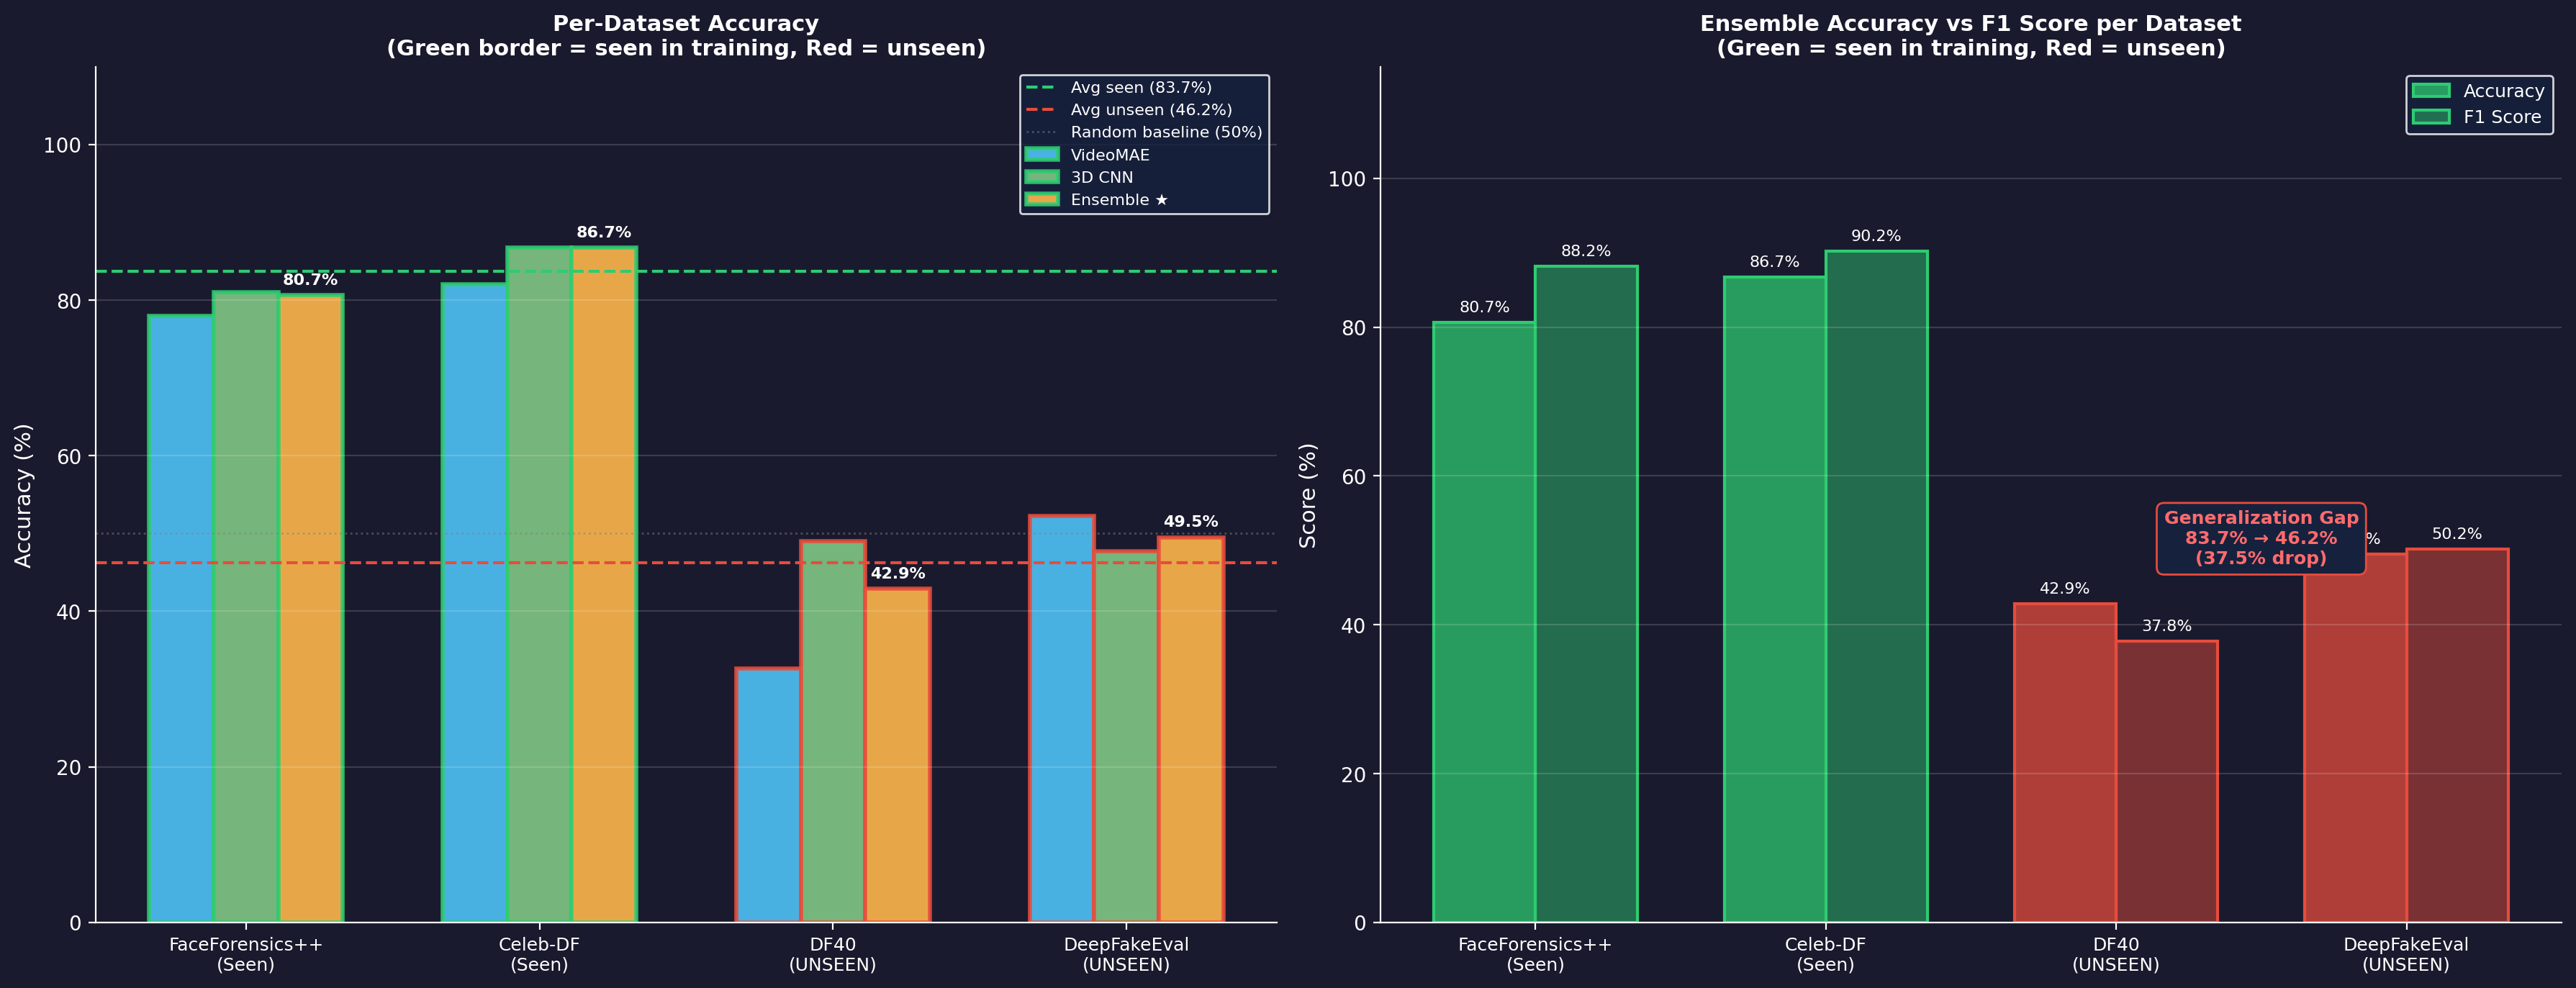 Per-Dataset Accuracy
(Green border = seen in training, Red = unseen)
Avg seen (83.7%)
Avg unseen (46.2%)
Random baseline (50%)
VideoMAE
3D CNN
Ensemble ★
Accuracy (%)
100
80
60
40
20
0
80.7%
86.7%
42.9%
49.5%
FaceForensics++
(Seen)
Celeb-DF
(Seen)
DF40
(UNSEEN)
DeepFakeEval
(UNSEEN)
Ensemble Accuracy vs F1 Score per Dataset
(Green = seen in training, Red = unseen)
Accuracy
F1 Score
Score (%)
100
80
60
40
20
0
80.7%
88.2%
86.7%
90.2%
42.9%
37.8%
Generalization Gap
83.7% → 46.2%
(37.5% drop)
%
50.2%
FaceForensics++
(Seen)
Celeb-DF
(Seen)
DF40
(UNSEEN)
DeepFakeEval
(UNSEEN)